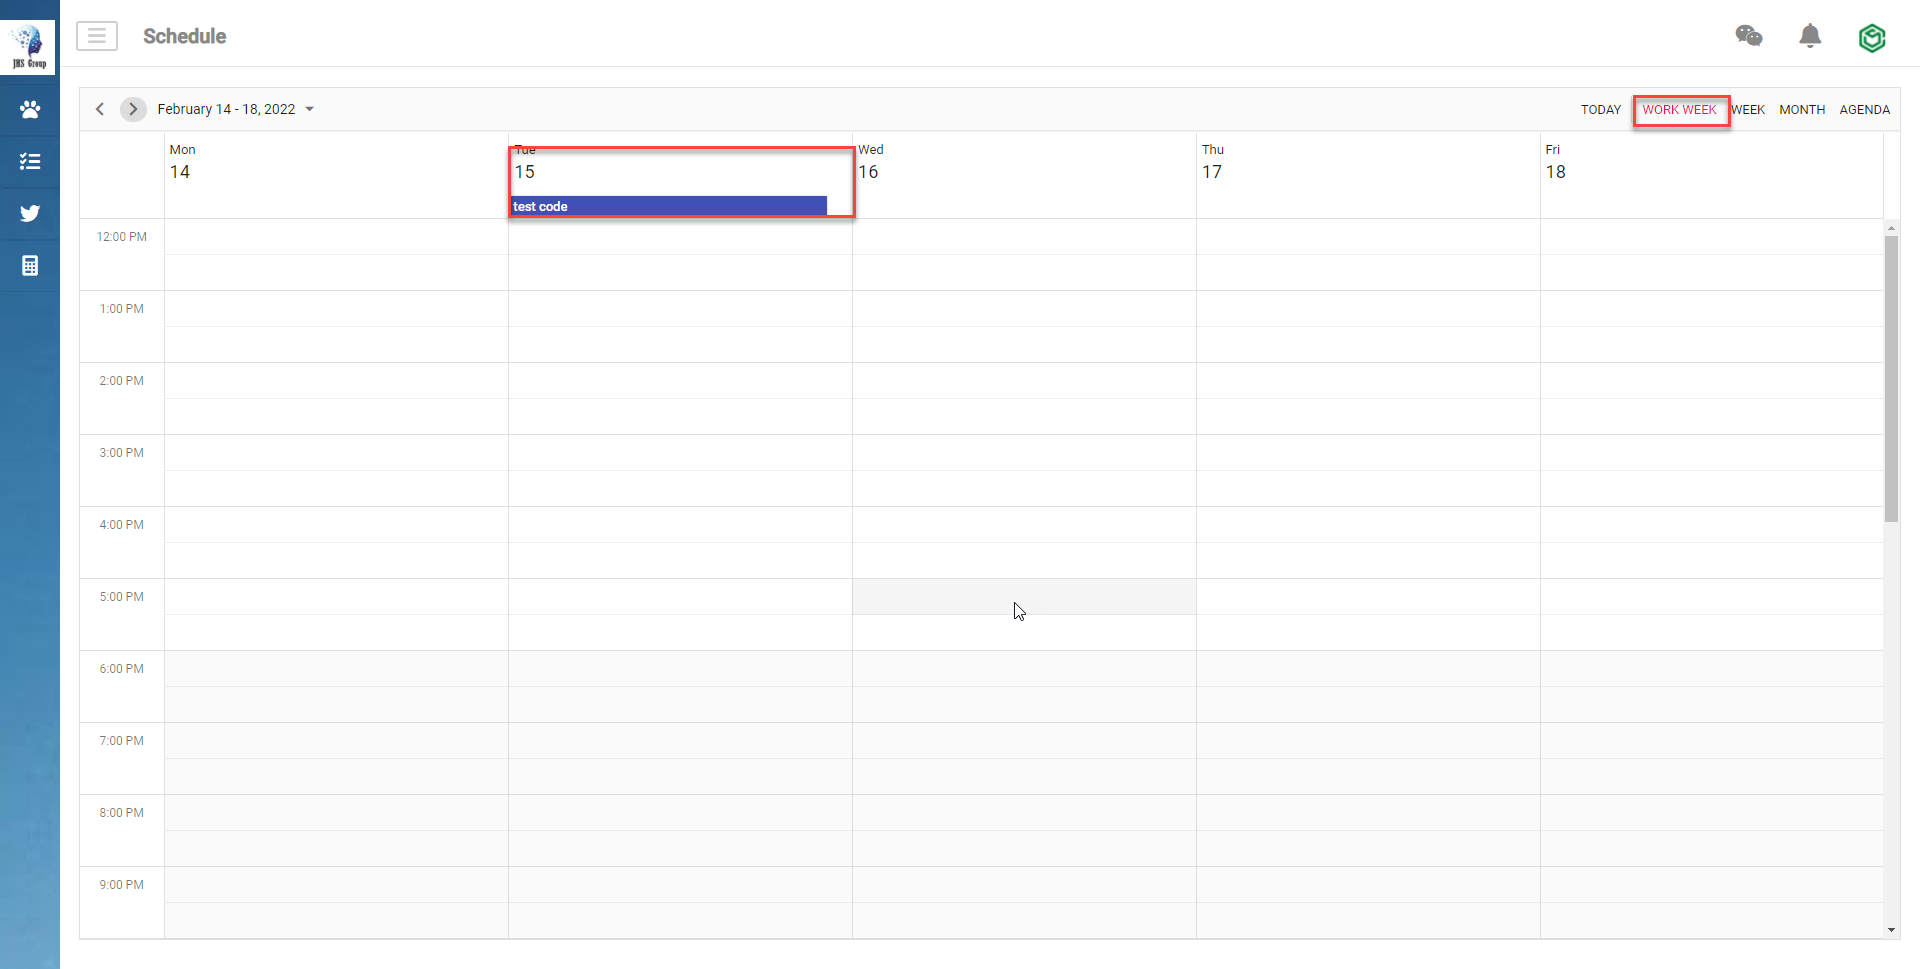 JHS Group
Schedule
February 14 - 18, 2022
TODAY WORK WEEK WEEK MONTH AGENDA
Mon Tue Wed Thu Fri
14 15 16 17 18
test code
12:00 PM
1:00 PM
2:00 PM
3:00 PM
4:00 PM
5:00 PM
6:00 PM
7:00 PM
8:00 PM
9:00 PM